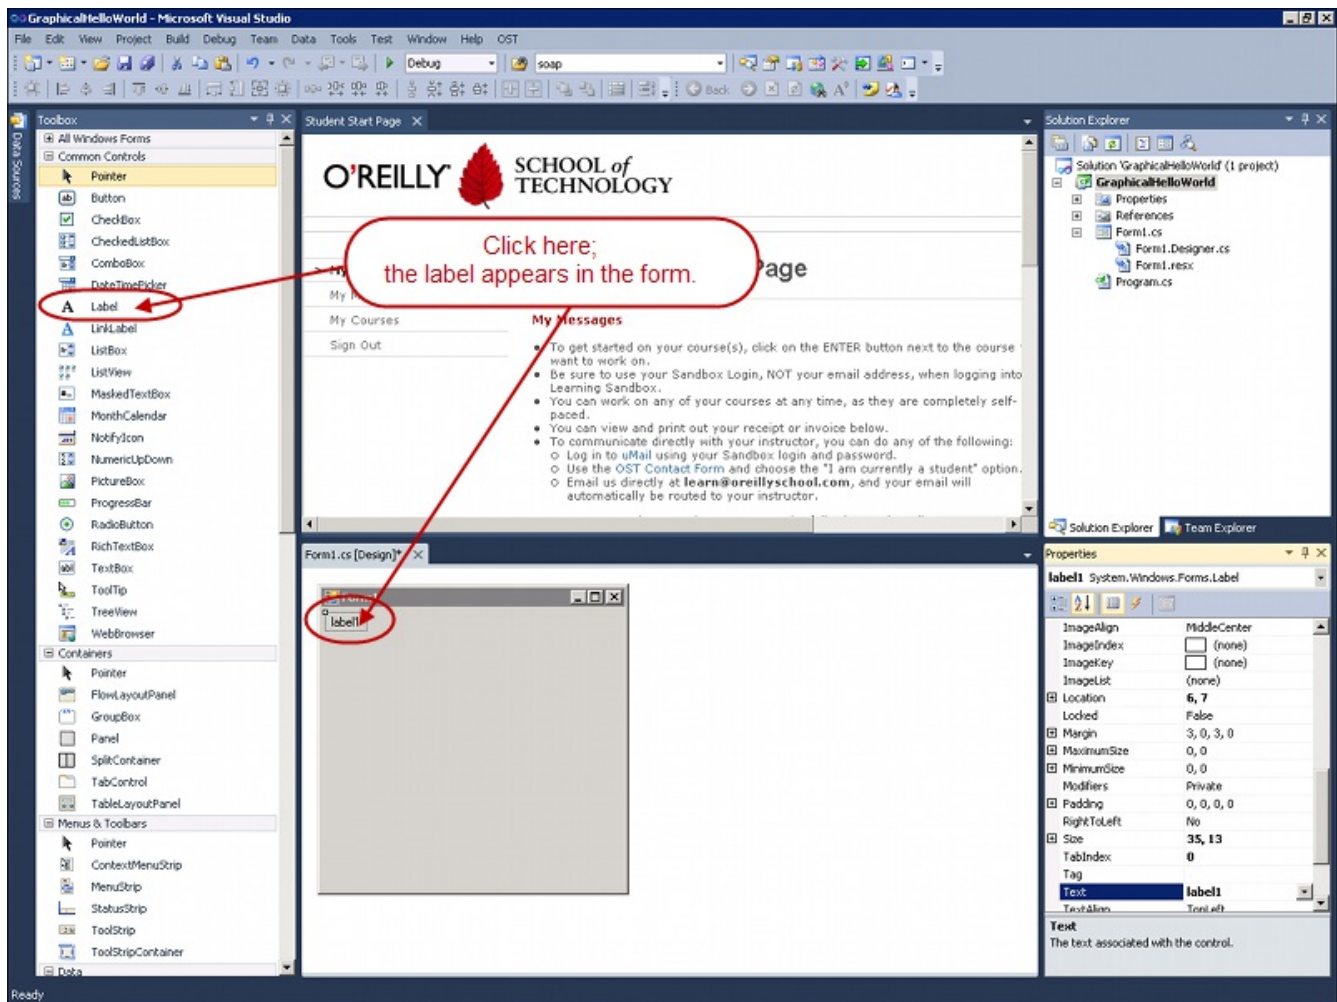 GraphicalHelloWorld - Microsoft Visual Studio
File Edit View Project Build Debug Team Data Tools Test Window Help OST
Debug soap
Back
Data Sources
Toolbox
All Windows Forms
Common Controls
Pointer
Button
CheckBox
CheckedListBox
ComboBox
DateTimePicker
Label
LinkLabel
ListBox
ListView
MaskedTextBox
MonthCalendar
NotifyIcon
NumericUpDown
PictureBox
ProgressBar
RadioButton
RichTextBox
TextBox
ToolTip
TreeView
WebBrowser
Containers
Pointer
FlowLayoutPanel
GroupBox
Panel
SplitContainer
TabControl
TableLayoutPanel
Menus & Toolbars
Pointer
ContextMenuStrip
MenuStrip
StatusStrip
ToolStrip
ToolStripContainer
Data
Student Start Page
O'REILLY SCHOOL of
TECHNOLOGY
Click here;
the label appears in the form.
Page
My
My Courses
Sign Out
My Messages
To get started on your course(s), click on the ENTER button next to the course
want to work on.
Be sure to use your Sandbox Login, NOT your email address, when logging into
Learning Sandbox.
You can work on any of your courses at any time, as they are completely self-
paced.
You can view and print out your receipt or invoice below.
To communicate directly with your instructor, you can do any of the following:
Log in to uMail using your Sandbox login and password.
Use the OST Contact Form and choose the "I am currently a student" option.
Email us directly at learn@oreillyschool.com, and your email will
automatically be routed to your instructor.
Form1.cs [Design]*
Form1
label1
Solution Explorer
Solution 'GraphicalHelloWorld' (1 project)
GraphicalHelloWorld
Properties
References
Form1.cs
Form1.Designer.cs
Form1.resx
Program.cs
Solution Explorer Team Explorer
Properties
label1 System.Windows.Forms.Label
ImageAlign MiddleCenter
ImageIndex (none)
ImageKey (none)
ImageList (none)
Location 6, 7
Locked False
Margin 3, 0, 3, 0
MaximumSize 0, 0
MinimumSize 0, 0
Modifiers Private
Padding 0, 0, 0, 0
RightToLeft No
Size 35, 13
TabIndex 0
Tag
Text label1
TextAlign TopLeft
Text
The text associated with the control.
Ready